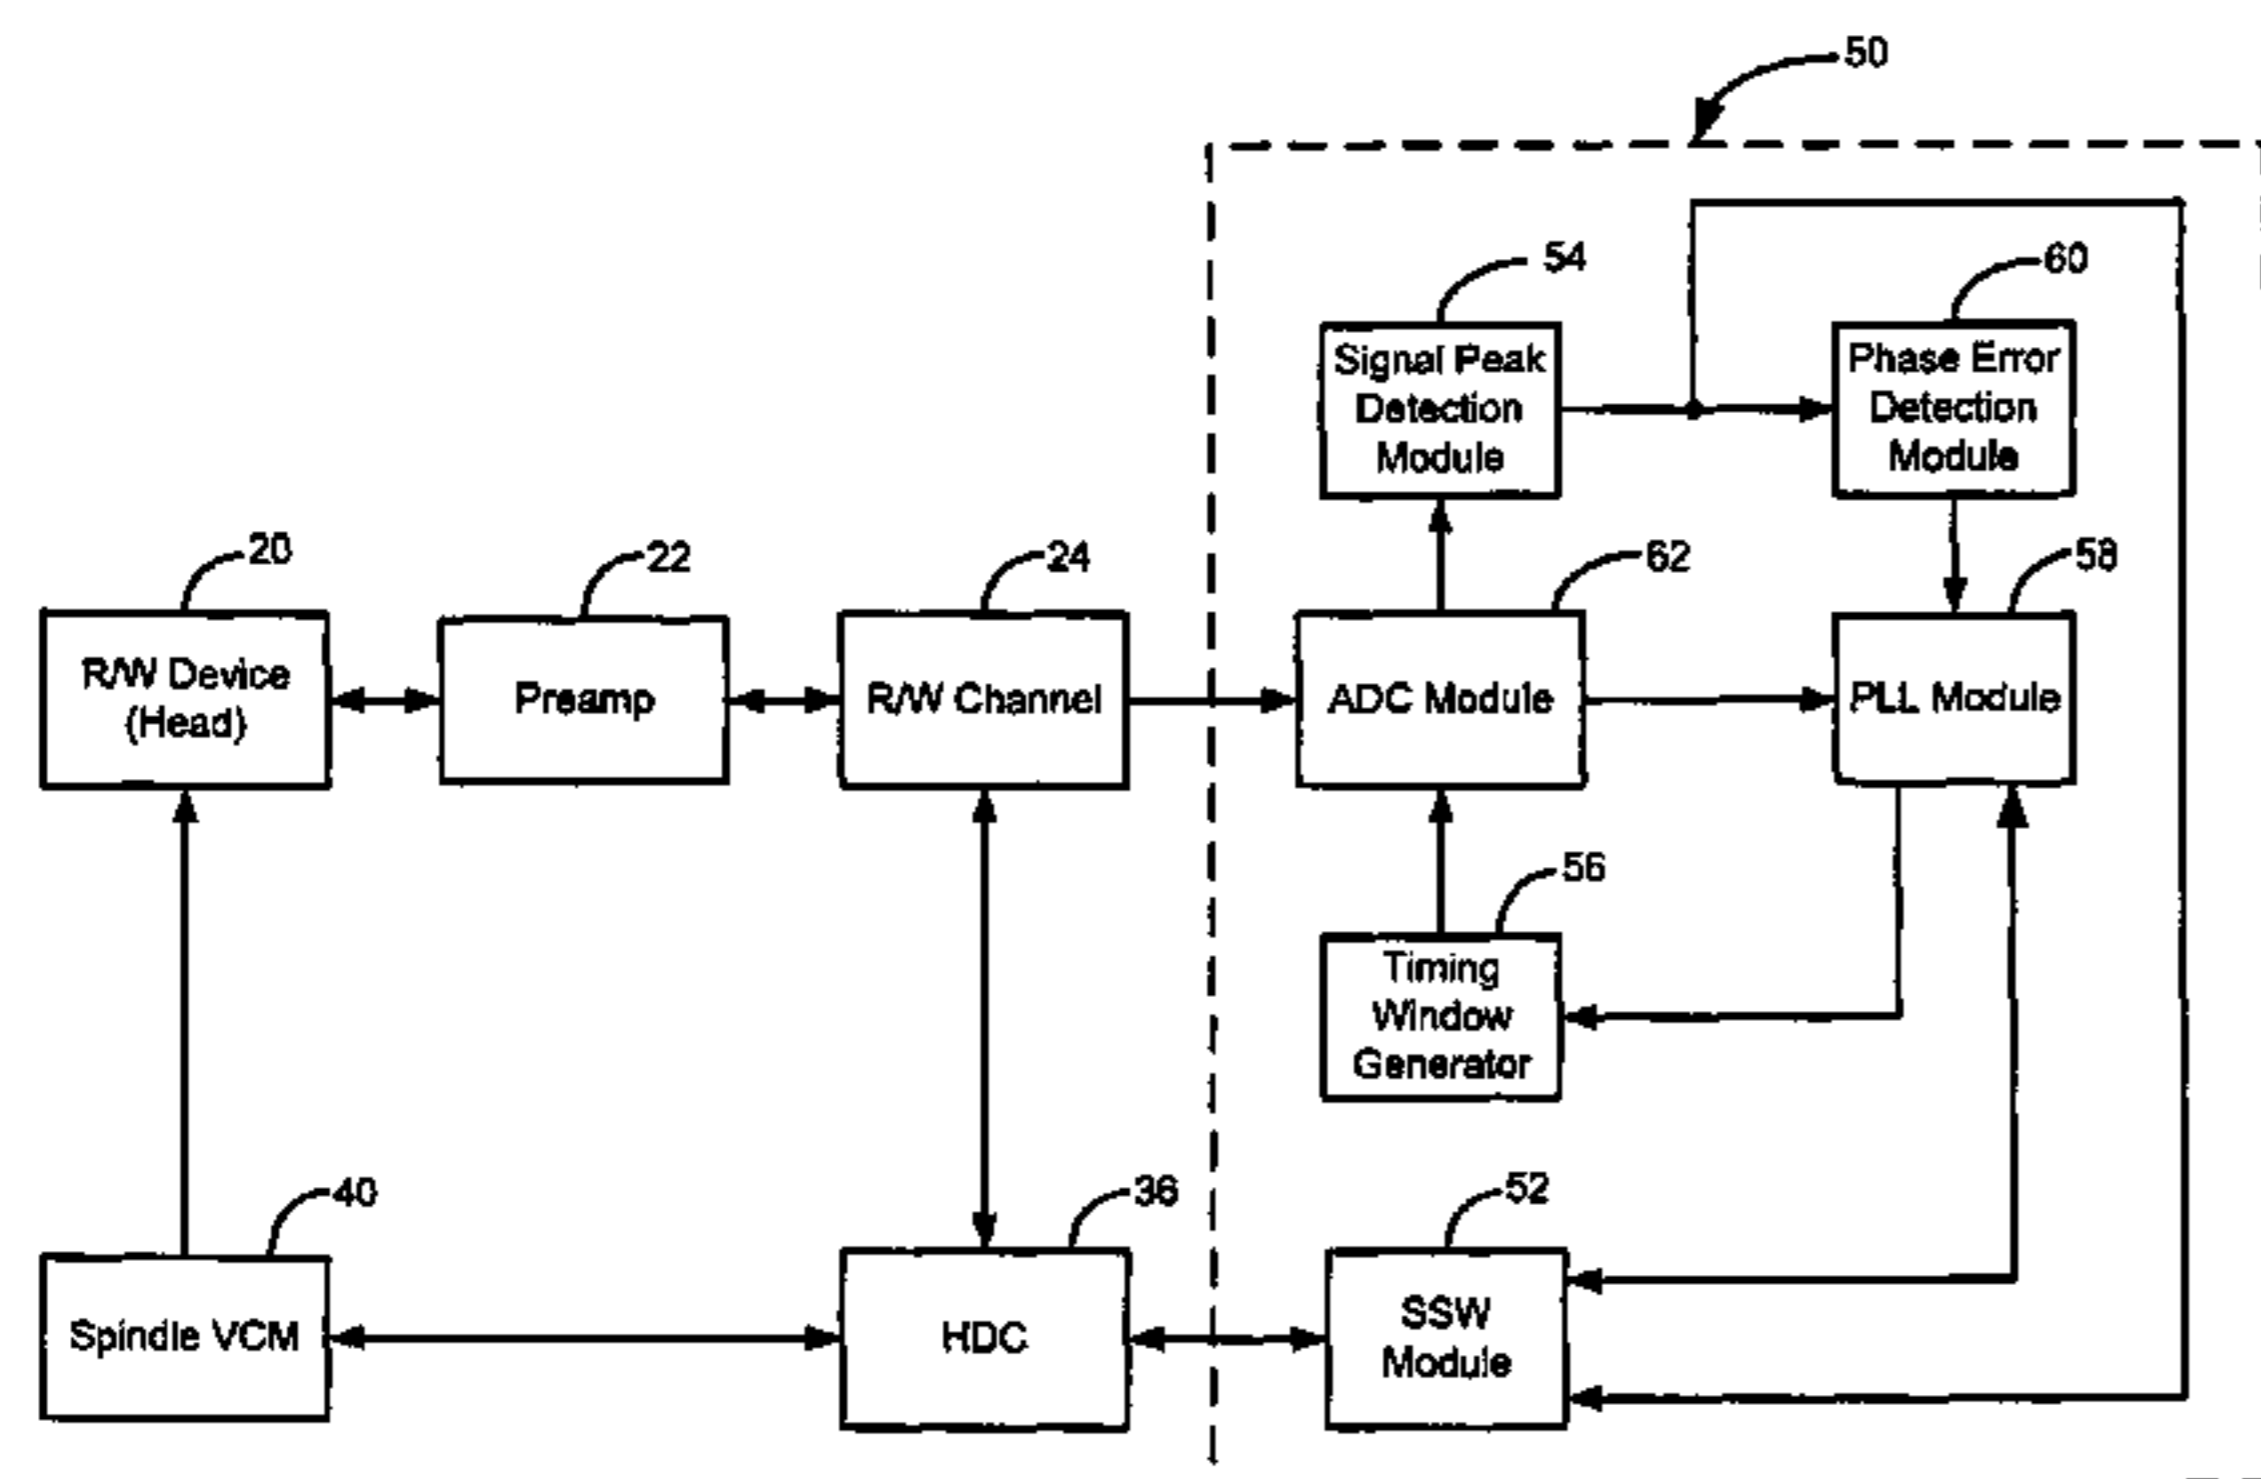 50
54
60
Signal Peak
Detection
Module
Phase Error
Detection
Module
20
22
24
62
58
R/W Device
(Head)
Preamp
R/W Channel
ADC Module
PLL Module
56
Timing
Window
Generator
40
36
52
Spindle VCM
HDC
SSW
Module